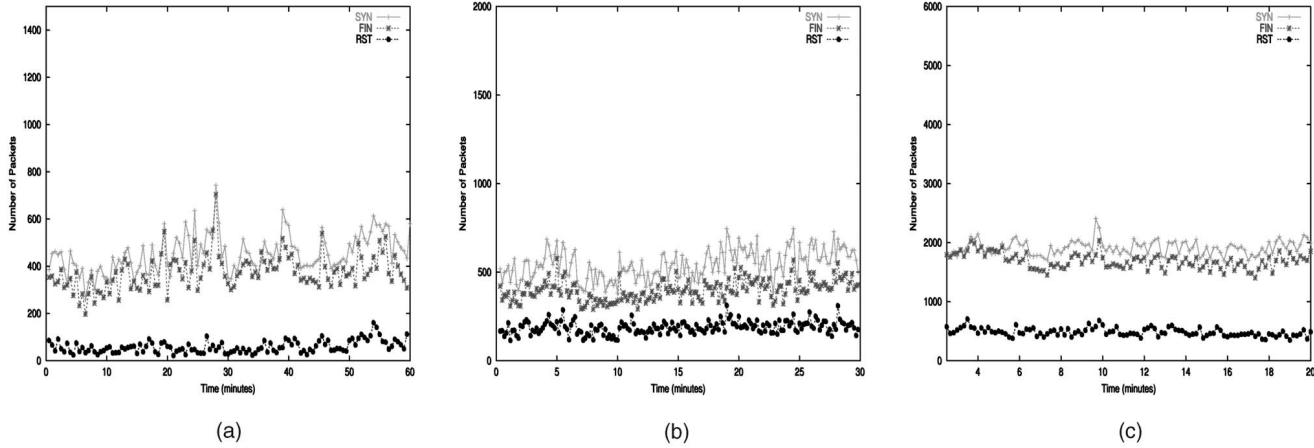 1400
1200
1000
800
600
400
200
0
Number of Packets
SYN
FIN
RST
0
10
20
30
40
50
60
Time (minutes)
(a)
2000
1500
1000
500
0
Number of Packets
SYN
FIN
RST
0
5
10
15
20
25
30
Time (minutes)
(b)
6000
5000
4000
3000
2000
1000
0
Number of Packets
SYN
FIN
RST
4
6
8
10
12
14
16
18
20
Time (minutes)
(c)